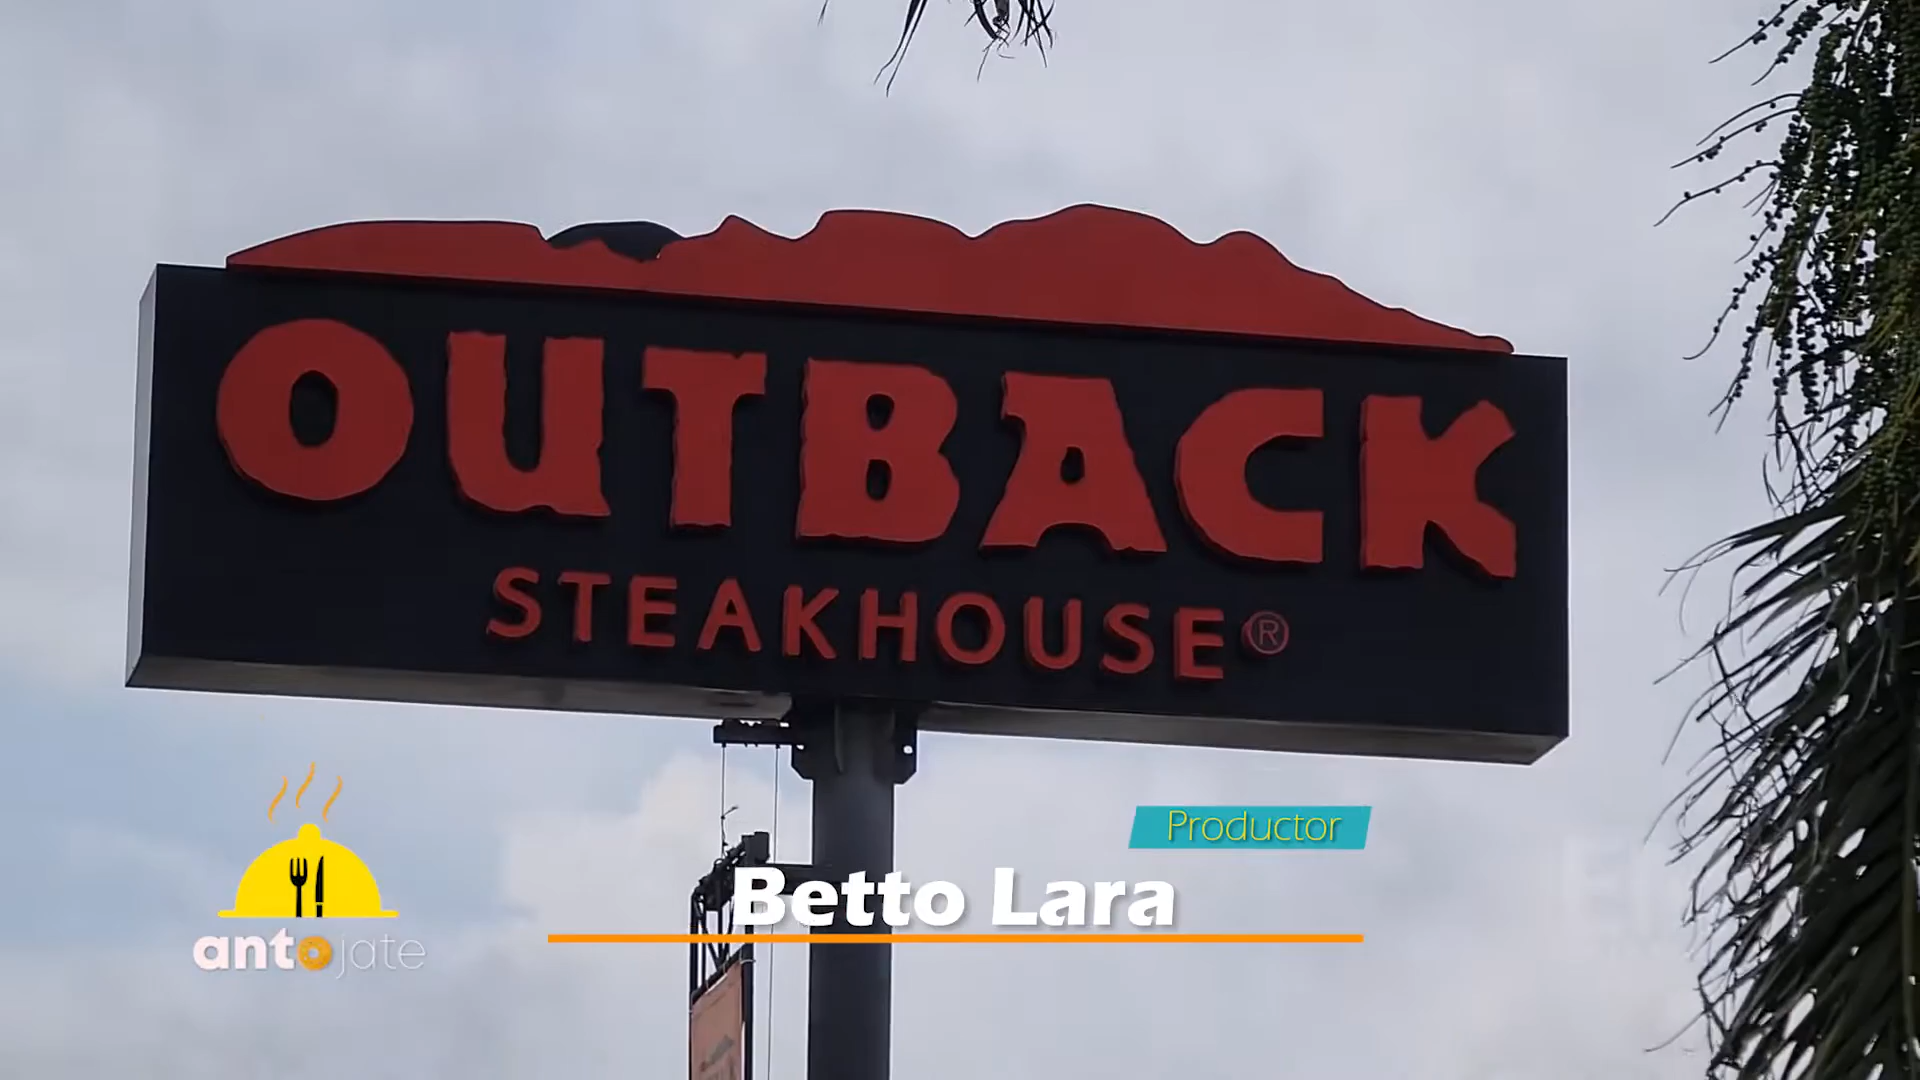 OUTBACK
STEAKHOUSE®
Productor
Betto Lara
antojate